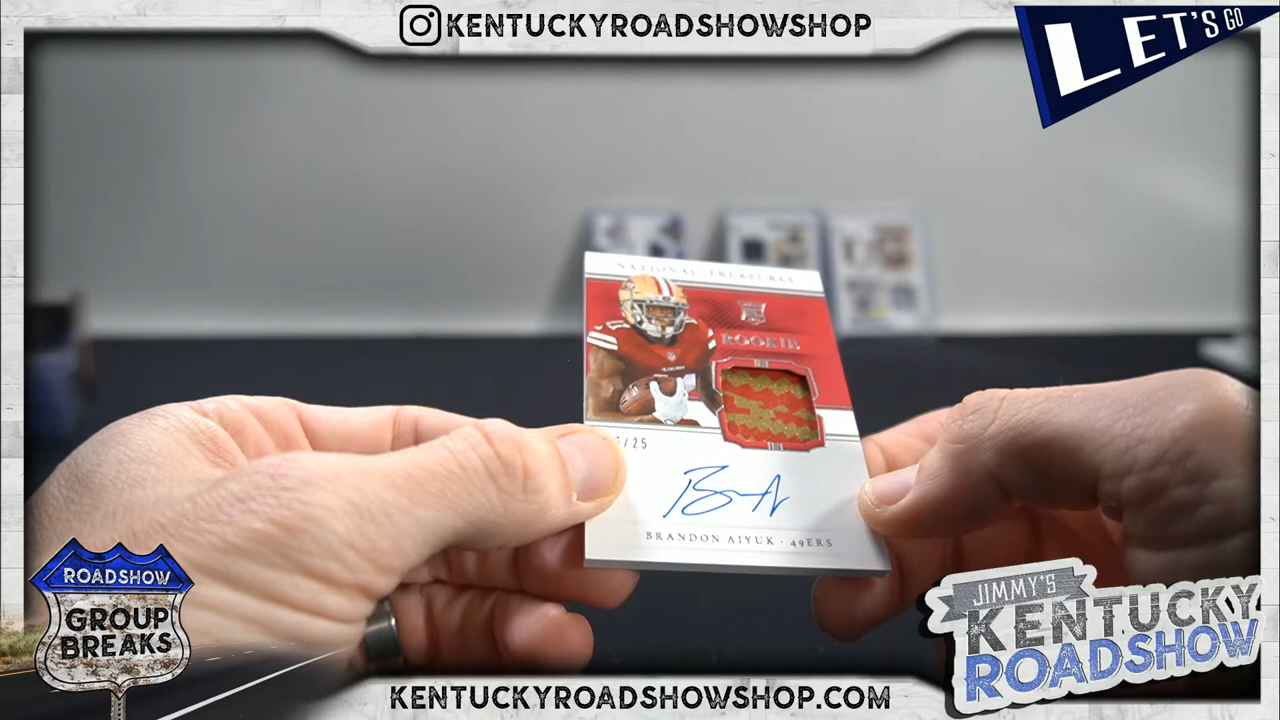 KENTUCKYROADSHOWSHOP
LET'S GO
NATIONAL TREASURES
ROOKIE
/25
BRANDON AIYUK · 49ERS
ROADSHOW
GROUP
BREAKS
JIMMY'S
KENTUCKY
ROADSHOW
KENTUCKYROADSHOWSHOP.COM